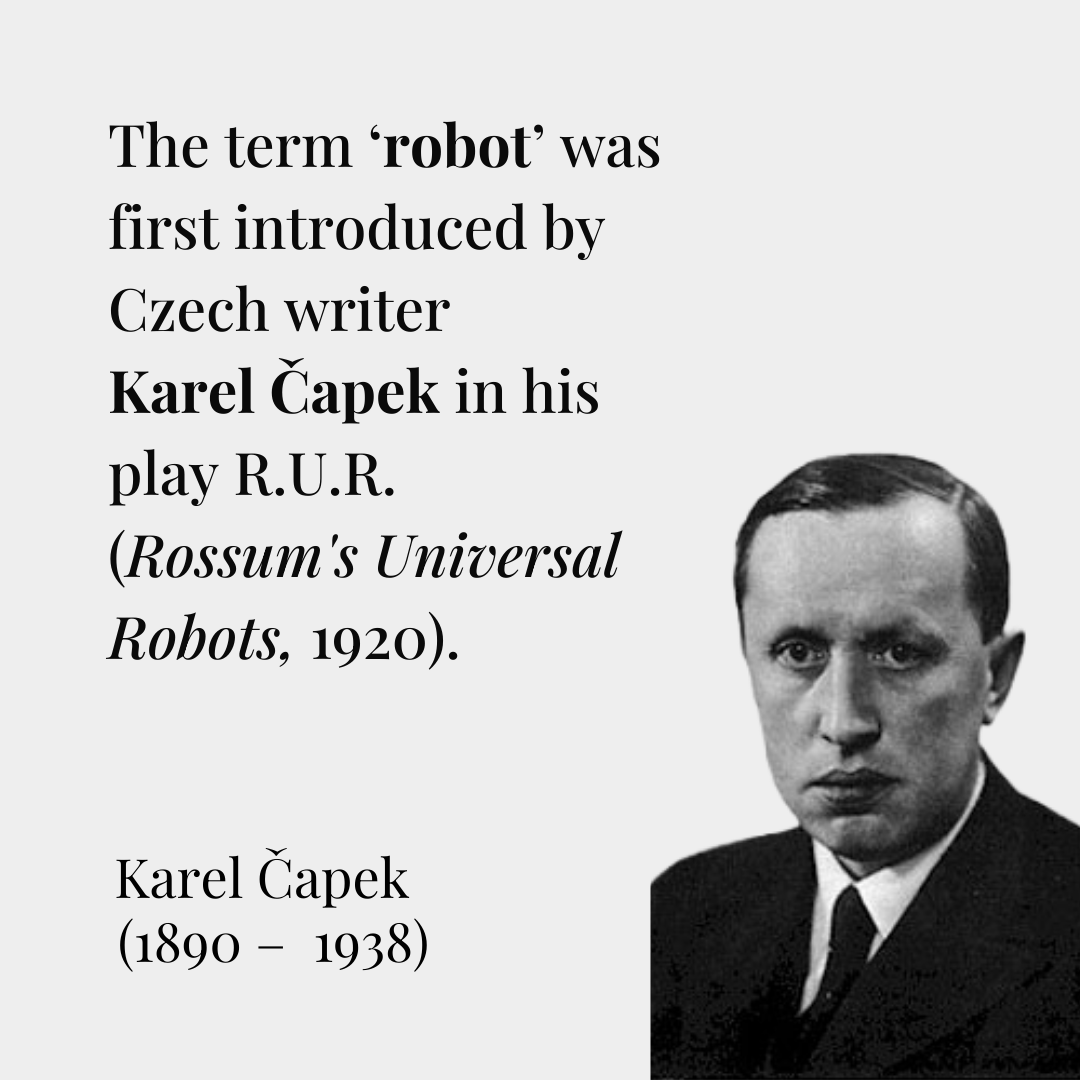 The term ‘robot’ was
first introduced by
Czech writer
Karel Čapek in his
play R.U.R.
(Rossum's Universal
Robots, 1920).
Karel Čapek
(1890 –  1938)